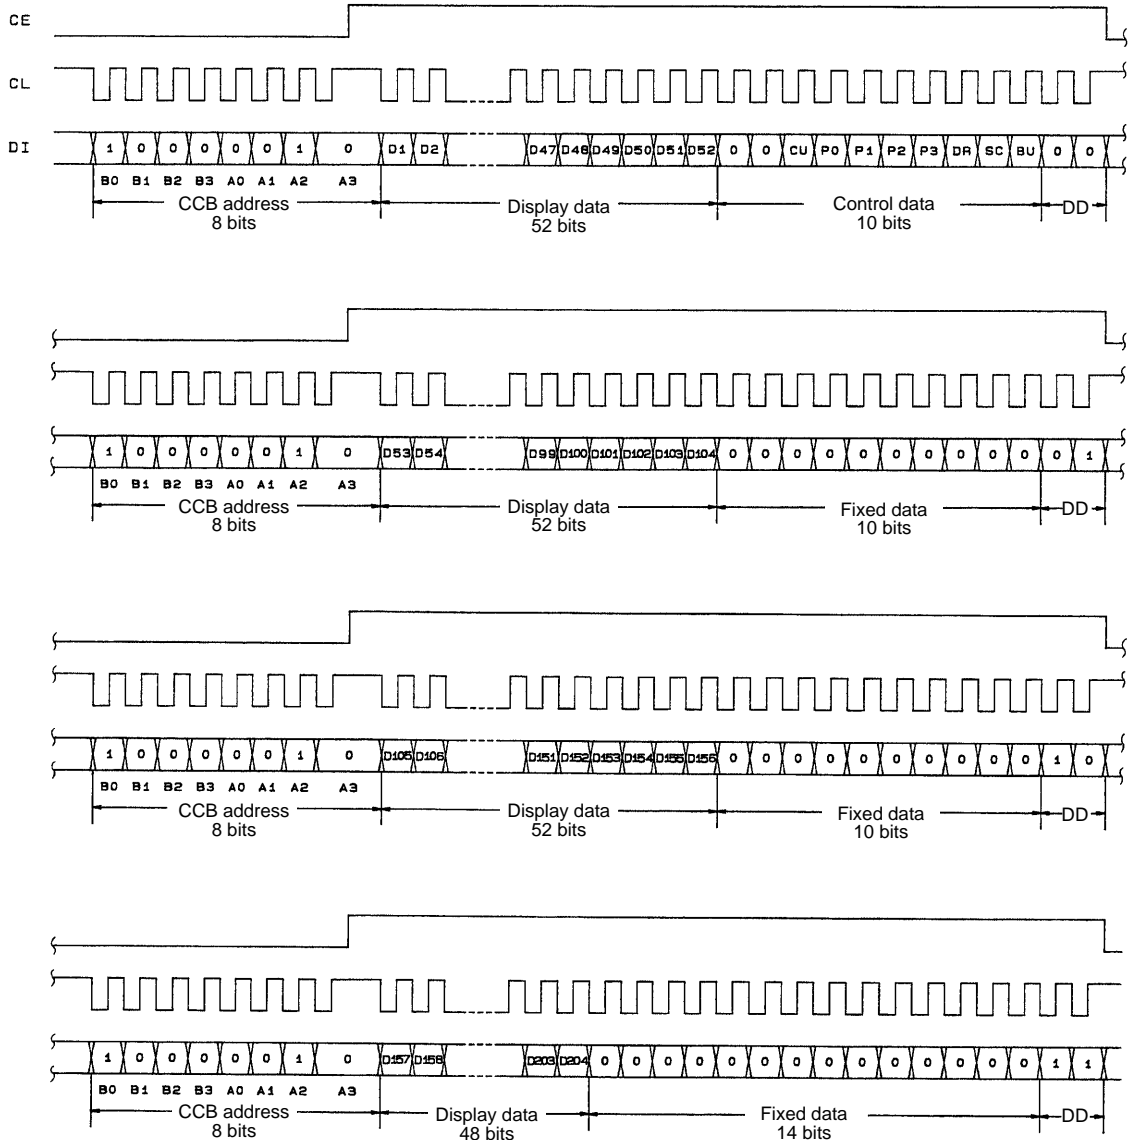 CE
CL
DI 1 0 0 0 0 0 1 0 D1 D2 D47 D48 D49 D50 D51 D52 0 0 CU P0 P1 P2 P3 DR SC BU 0 0
B0 B1 B2 B3 A0 A1 A2 A3
CCB address Display data Control data DD
8 bits 52 bits 10 bits
1 0 0 0 0 0 1 0 D53 D54 D99 D100 D101 D102 D103 D104 0 0 0 0 0 0 0 0 0 0 0 1
B0 B1 B2 B3 A0 A1 A2 A3
CCB address Display data Fixed data DD
8 bits 52 bits 10 bits
1 0 0 0 0 0 1 0 D105 D106 D151 D152 D153 D154 D155 D156 0 0 0 0 0 0 0 0 0 0 1 0
B0 B1 B2 B3 A0 A1 A2 A3
CCB address Display data Fixed data DD
8 bits 52 bits 10 bits
1 0 0 0 0 0 1 0 D157 D158 D203 D204 0 0 0 0 0 0 0 0 0 0 0 0 0 0 1 1
B0 B1 B2 B3 A0 A1 A2 A3
CCB address Display data Fixed data DD
8 bits 48 bits 14 bits